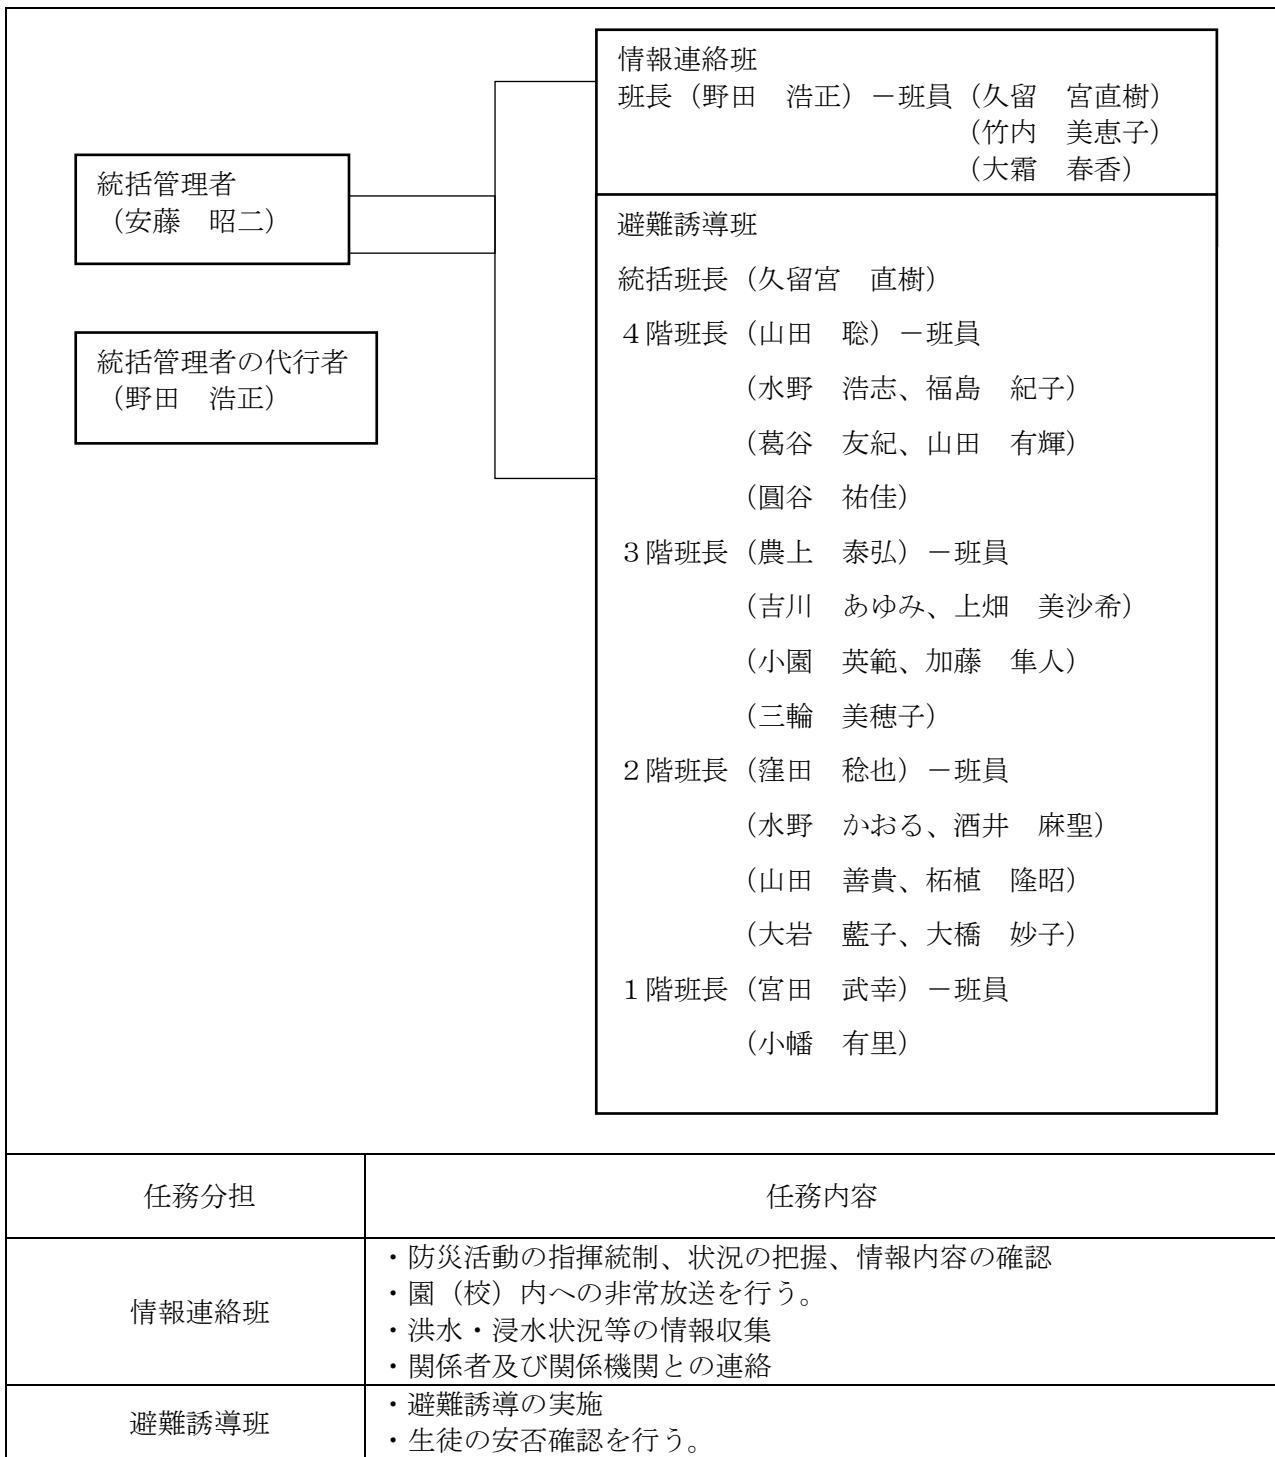 統括管理者
（安藤　昭二）
統括管理者の代行者
（野田　浩正）
情報連絡班
班長（野田　浩正）－班員（久留　宮直樹）
（竹内　美恵子）
（大霜　春香）
避難誘導班
統括班長（久留宮　直樹）
４階班長（山田　聡）－班員
（水野　浩志、福島　紀子）
（葛谷　友紀、山田　有輝）
（圓谷　祐佳）
３階班長（農上　泰弘）－班員
（吉川　あゆみ、上畑　美沙希）
（小園　英範、加藤　隼人）
（三輪　美穂子）
２階班長（窪田　稔也）－班員
（水野　かおる、酒井　麻聖）
（山田　善貴、柘植　隆昭）
（大岩　藍子、大橋　妙子）
１階班長（宮田　武幸）－班員
（小幡　有里）
任務分担　任務内容
情報連絡班
・防災活動の指揮統制、状況の把握、情報内容の確認
・園（校）内への非常放送を行う。
・洪水・浸水状況等の情報収集
・関係者及び関係機関との連絡
避難誘導班
・避難誘導の実施
・生徒の安否確認を行う。